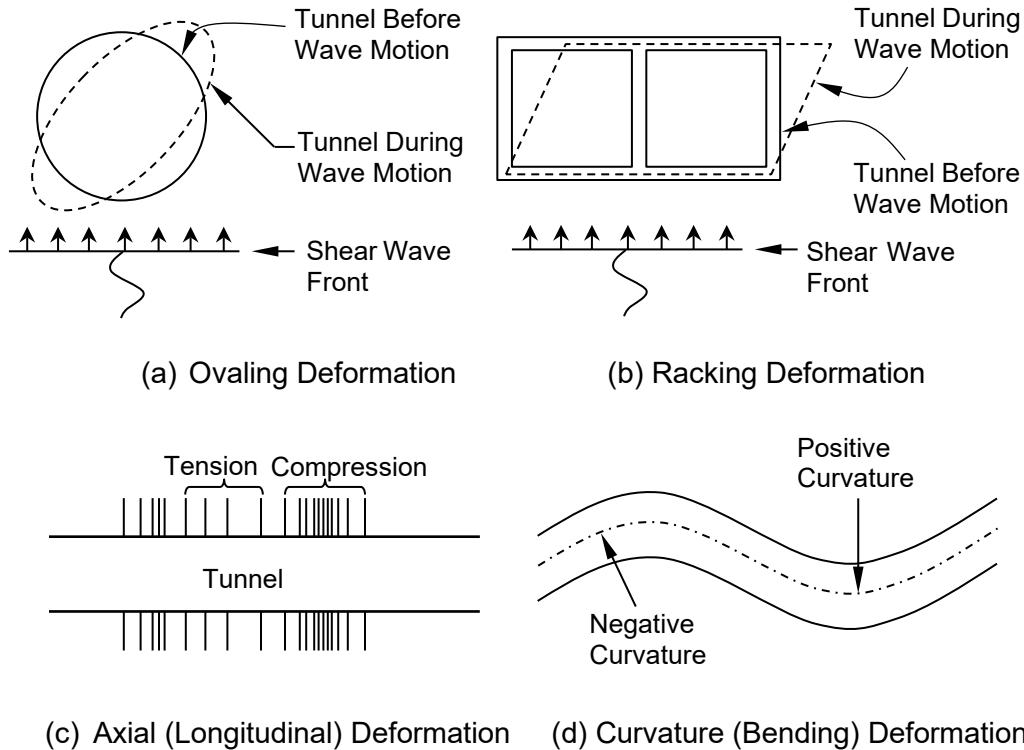 Tunnel Before
Wave Motion
Tunnel During
Wave Motion
Shear Wave
Front
(a) Ovaling Deformation
Tunnel During
Wave Motion
Tunnel Before
Wave Motion
Shear Wave
Front
(b) Racking Deformation
Tension
Compression
Tunnel
(c) Axial (Longitudinal) Deformation
Positive
Curvature
Negative
Curvature
(d) Curvature (Bending) Deformation